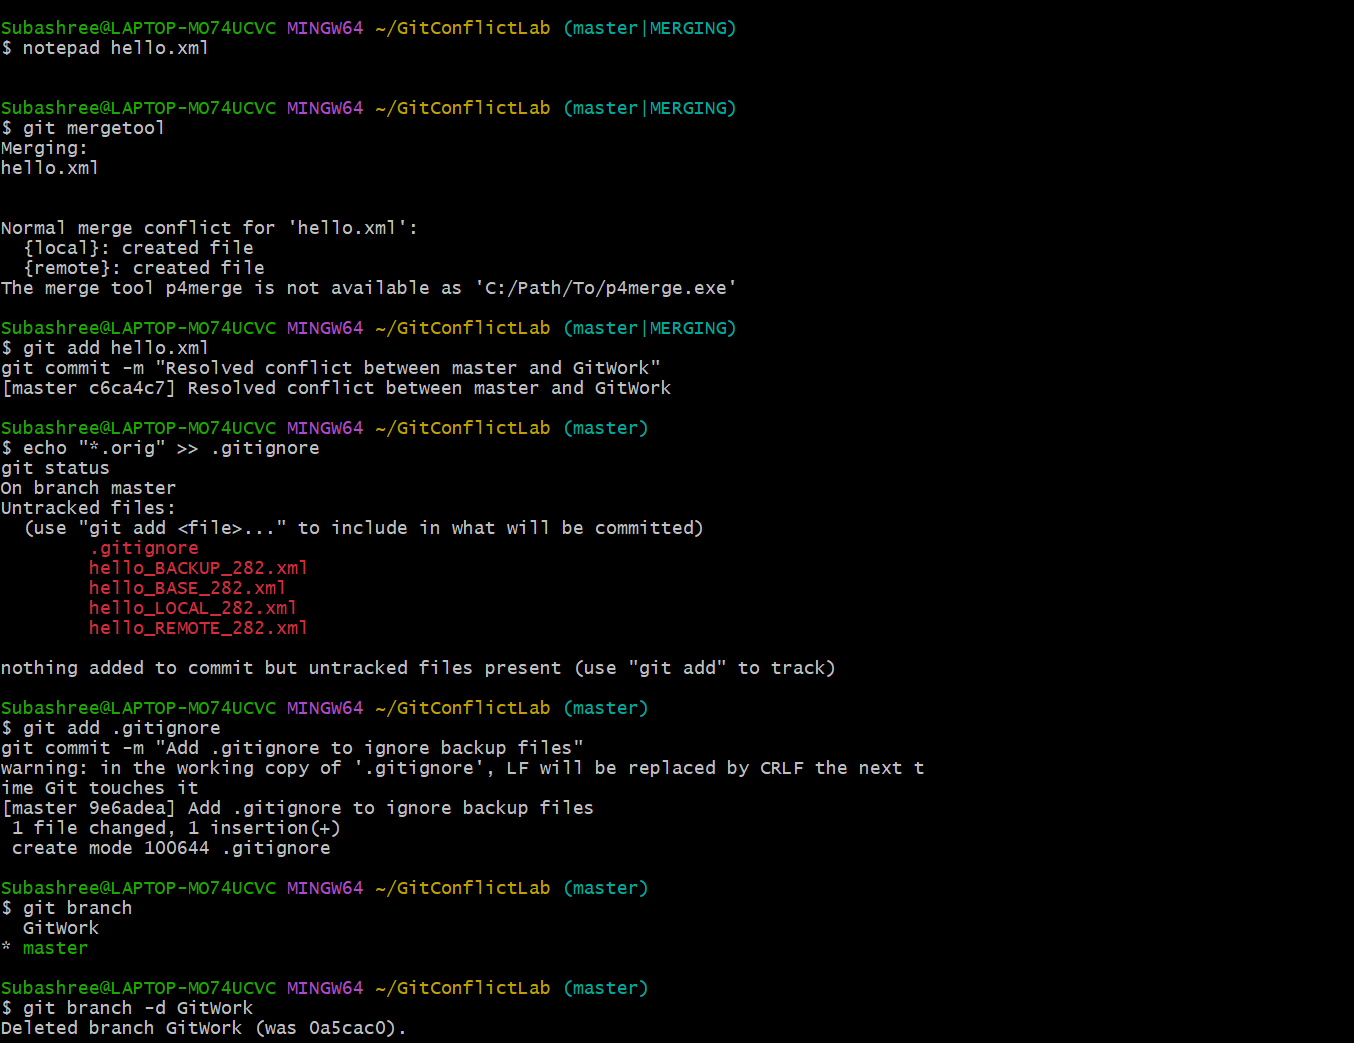 Subashree@LAPTOP-MO74UCVC MINGW64 ~/GitConflictLab (master|MERGING)
$ notepad hello.xml
Subashree@LAPTOP-MO74UCVC MINGW64 ~/GitConflictLab (master|MERGING)
$ git mergetool
Merging:
hello.xml
Normal merge conflict for 'hello.xml':
  {local}: created file
  {remote}: created file
The merge tool p4merge is not available as 'C:/Path/To/p4merge.exe'
Subashree@LAPTOP-MO74UCVC MINGW64 ~/GitConflictLab (master|MERGING)
$ git add hello.xml
git commit -m "Resolved conflict between master and GitWork"
[master c6ca4c7] Resolved conflict between master and GitWork
Subashree@LAPTOP-MO74UCVC MINGW64 ~/GitConflictLab (master)
$ echo "*.orig" >> .gitignore
git status
On branch master
Untracked files:
  (use "git add <file>..." to include in what will be committed)
        .gitignore
        hello_BACKUP_282.xml
        hello_BASE_282.xml
        hello_LOCAL_282.xml
        hello_REMOTE_282.xml
nothing added to commit but untracked files present (use "git add" to track)
Subashree@LAPTOP-MO74UCVC MINGW64 ~/GitConflictLab (master)
$ git add .gitignore
git commit -m "Add .gitignore to ignore backup files"
warning: in the working copy of '.gitignore', LF will be replaced by CRLF the next t
ime Git touches it
[master 9e6adea] Add .gitignore to ignore backup files
 1 file changed, 1 insertion(+)
 create mode 100644 .gitignore
Subashree@LAPTOP-MO74UCVC MINGW64 ~/GitConflictLab (master)
$ git branch
  GitWork
* master
Subashree@LAPTOP-MO74UCVC MINGW64 ~/GitConflictLab (master)
$ git branch -d GitWork
Deleted branch GitWork (was 0a5cac0).